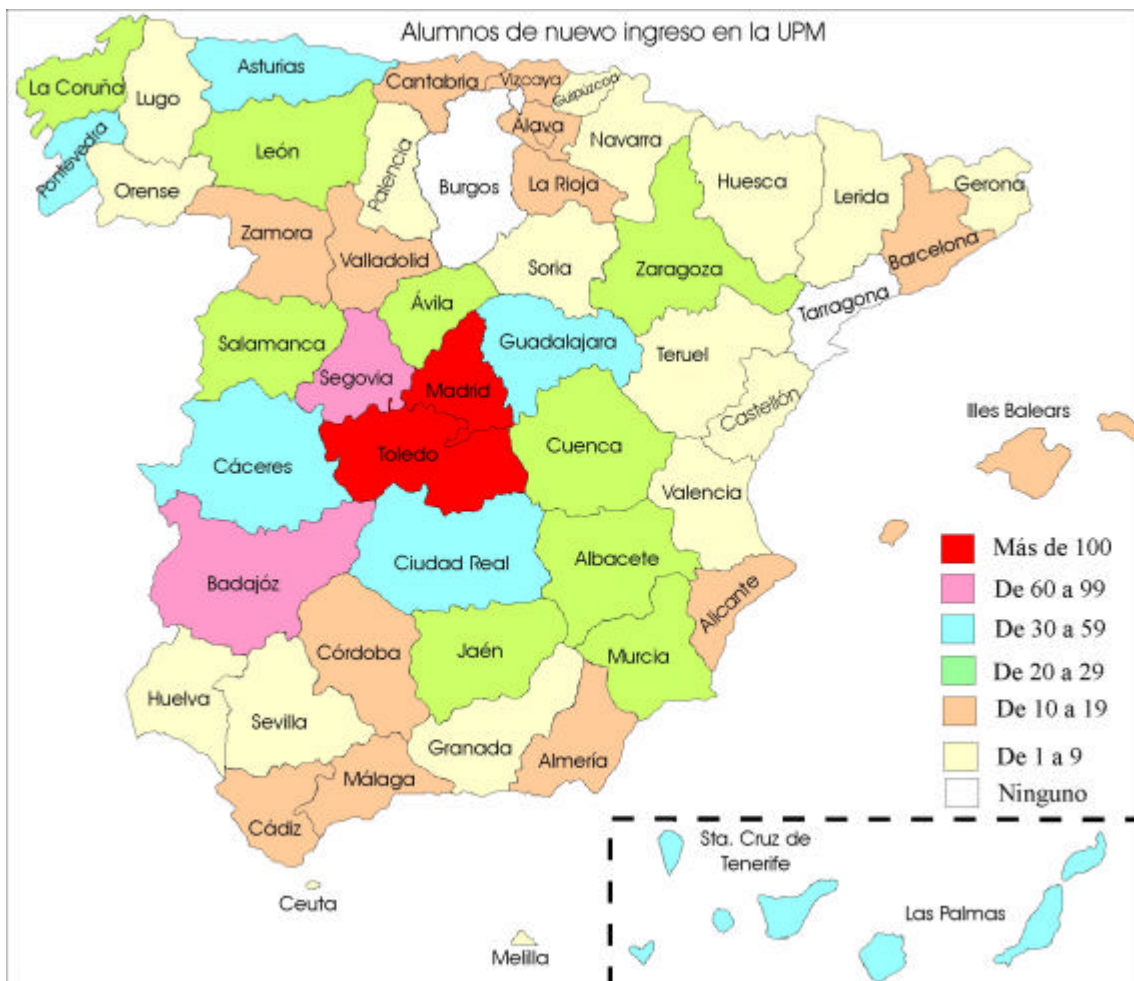 Alumnos de nuevo ingreso en la UPM
La Coruña
Lugo
Asturias
Cantabria
Vizcaya
Guipúzcoa
Pontevedra
Orense
León
Palencia
Burgos
Álava
Navarra
La Rioja
Huesca
Lerida
Gerona
Barcelona
Zamora
Valladolid
Soria
Zaragoza
Tarragona
Salamanca
Ávila
Segovia
Madrid
Guadalajara
Teruel
Castellón
Illes Balears
Cáceres
Toledo
Cuenca
Valencia
Badajóz
Ciudad Real
Albacete
Alicante
Córdoba
Jaén
Murcia
Huelva
Sevilla
Granada
Almería
Málaga
Cádiz
Ceuta
Melilla
Más de 100
De 60 a 99
De 30 a 59
De 20 a 29
De 10 a 19
De 1 a 9
Ninguno
Sta. Cruz de
Tenerife
Las Palmas